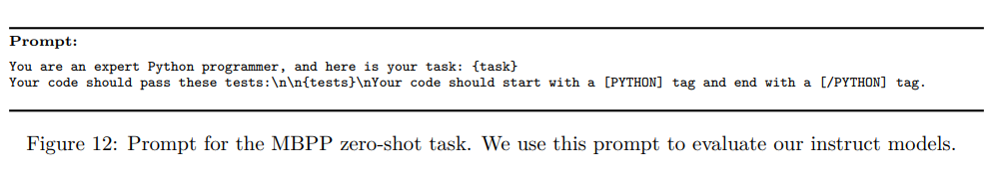 Prompt:
You are an expert Python programmer, and here is your task: {task}
Your code should pass these tests:\n\n{tests}\nYour code should start with a [PYTHON] tag and end with a [/PYTHON] tag.
Figure 12: Prompt for the MBPP zero-shot task. We use this prompt to evaluate our instruct models.